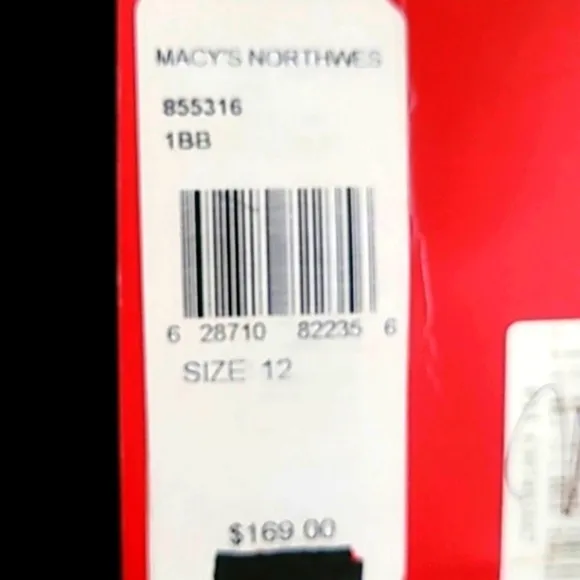 MACY'S NORTHWES
855316
1BB
6 28710 82235 6
SIZE 12
$169.00